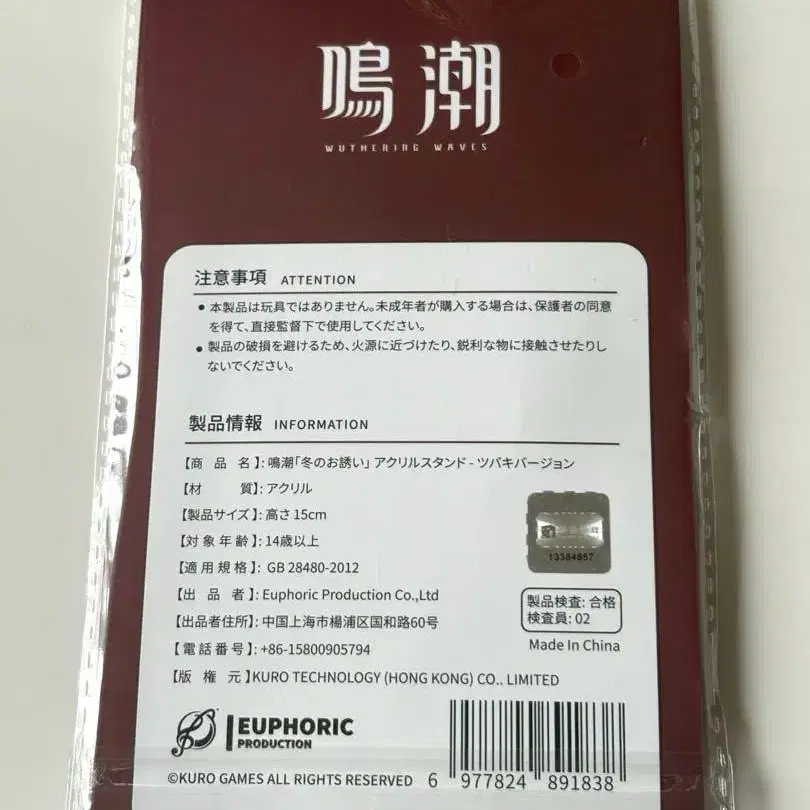 鳴潮
WUTHERING WAVES
注意事項 ATTENTION
● 本製品は玩具ではありません。未成年者が購入する場合は、保護者の同意
を得て、直接監督下で使用してください。
● 製品の破損を避けるため、火源に近づけたり、鋭利な物に接触させたりし
ないでください。
製品情報 INFORMATION
【商品名】: 鳴潮「冬のお誘い」 アクリルスタンド - ツバキバージョン
【材質】: アクリル
【製品サイズ】: 高さ 15cm
【対象年齢】: 14歳以上
【適用規格】: GB 28480-2012
【出品者】: Euphoric Production Co.,Ltd
【出品者住所】: 中国上海市楊浦区国和路60号
【電話番号】: +86-15800905794
【版権元】KURO TECHNOLOGY (HONG KONG) CO.. LIMITED
13384857
製品検査: 合格
検査員: 02
Made In China
EUPHORIC
PRODUCTION
©KURO GAMES ALL RIGHTS RESERVED
6 977824 891838